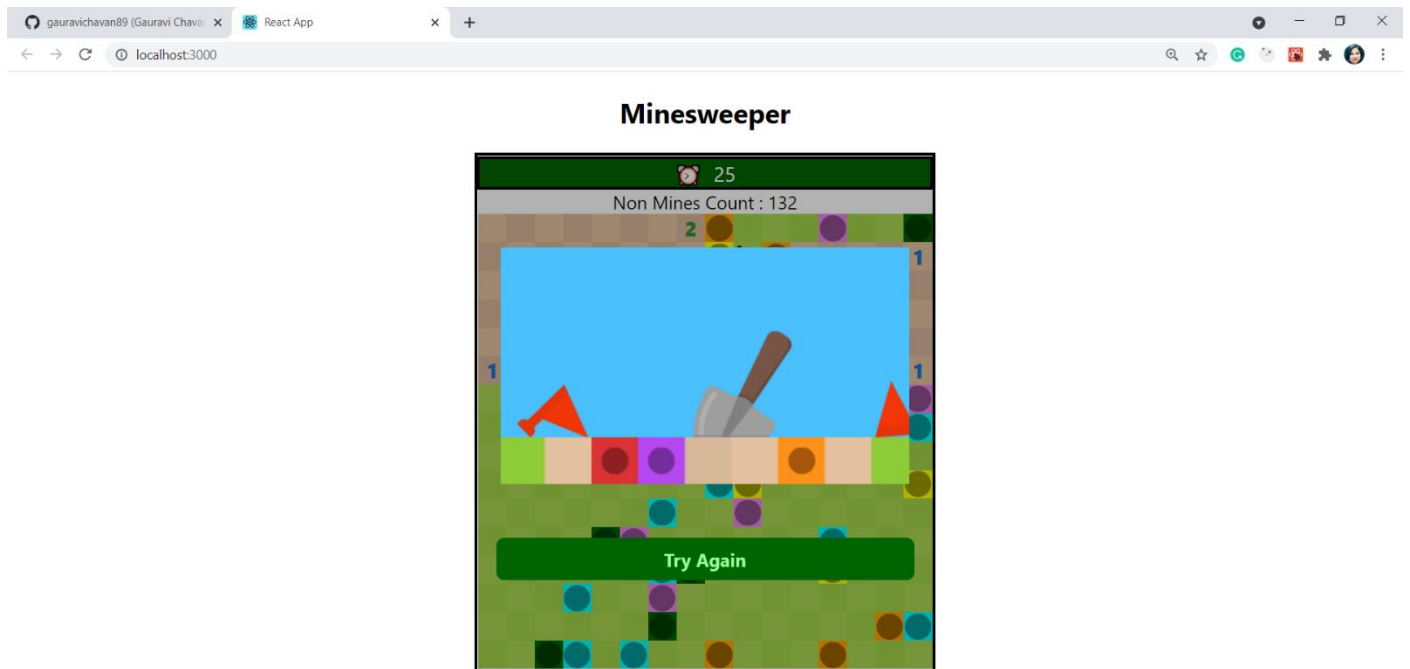 gauravichavan89 (Gauravi Chava
React App
localhost:3000
Minesweeper
25
Non Mines Count : 132
2
1
1
1
Try Again